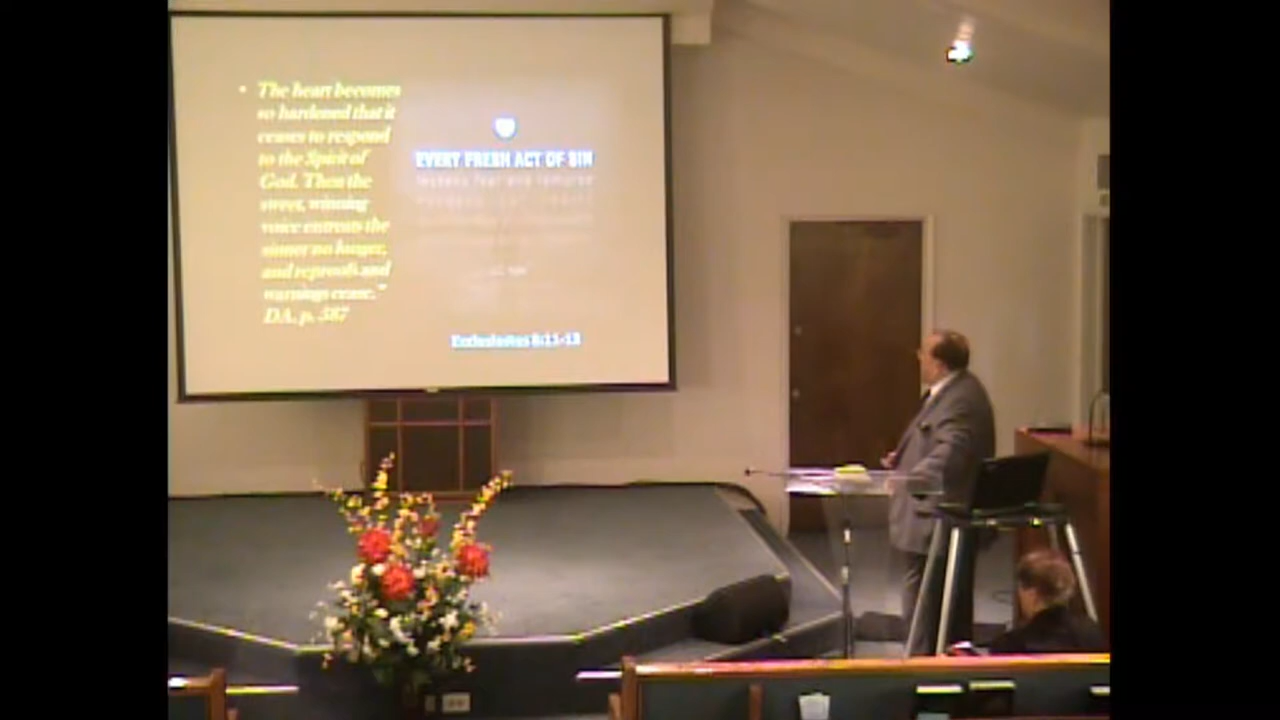 • The heart becomes
so hardened that it
ceases to respond
to the Spirit of
God. Then the
sweet, winning
voice entreats the
sinner no longer,
and reproofs and
warnings cease."
DA, p. 587
EVERY FRESH ACT OF SIN
Ecclesiastes 8:11-13